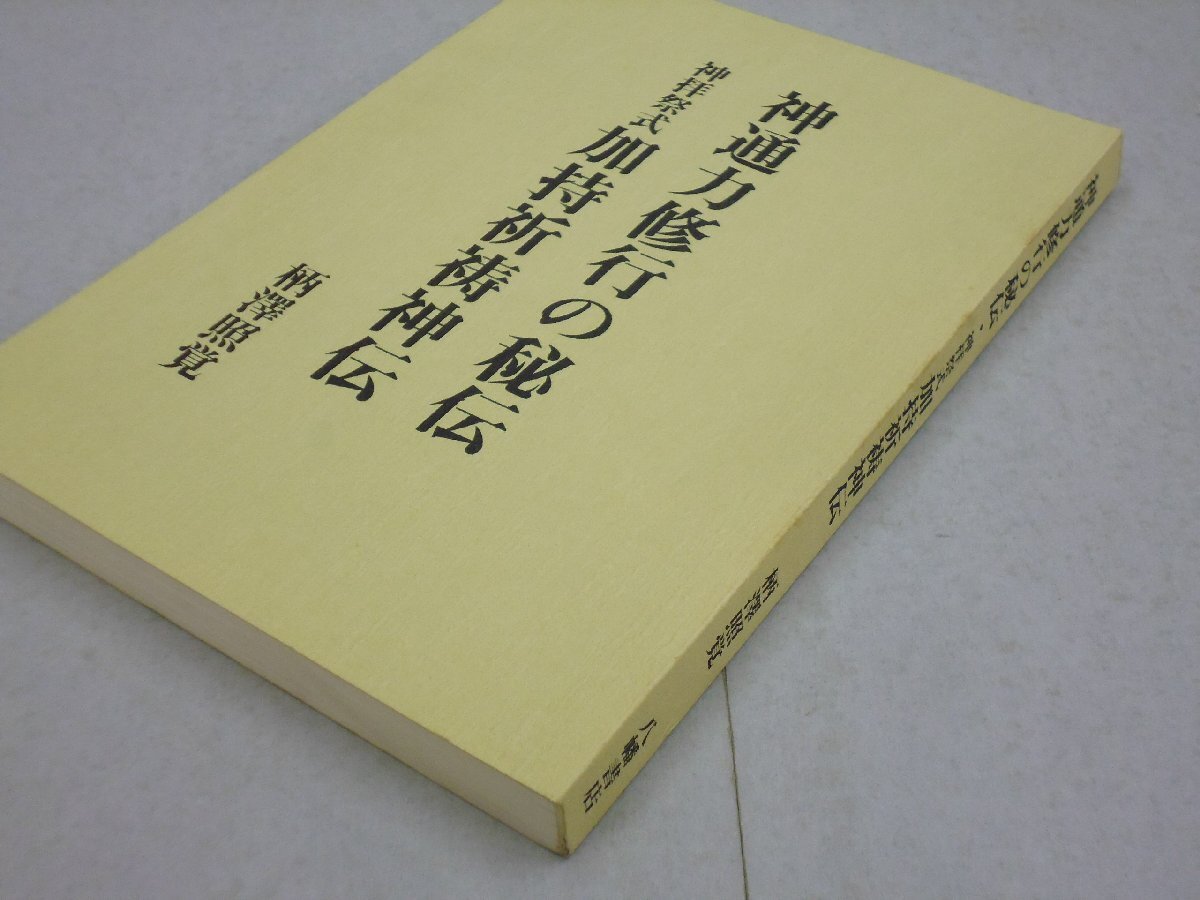 神通力修行の秘伝
神拝祭式 加持祈祷神伝
柄澤照覚
神通力修行の秘伝・神拝祭式 加持祈祷神伝 柄澤照覚 八幡書店